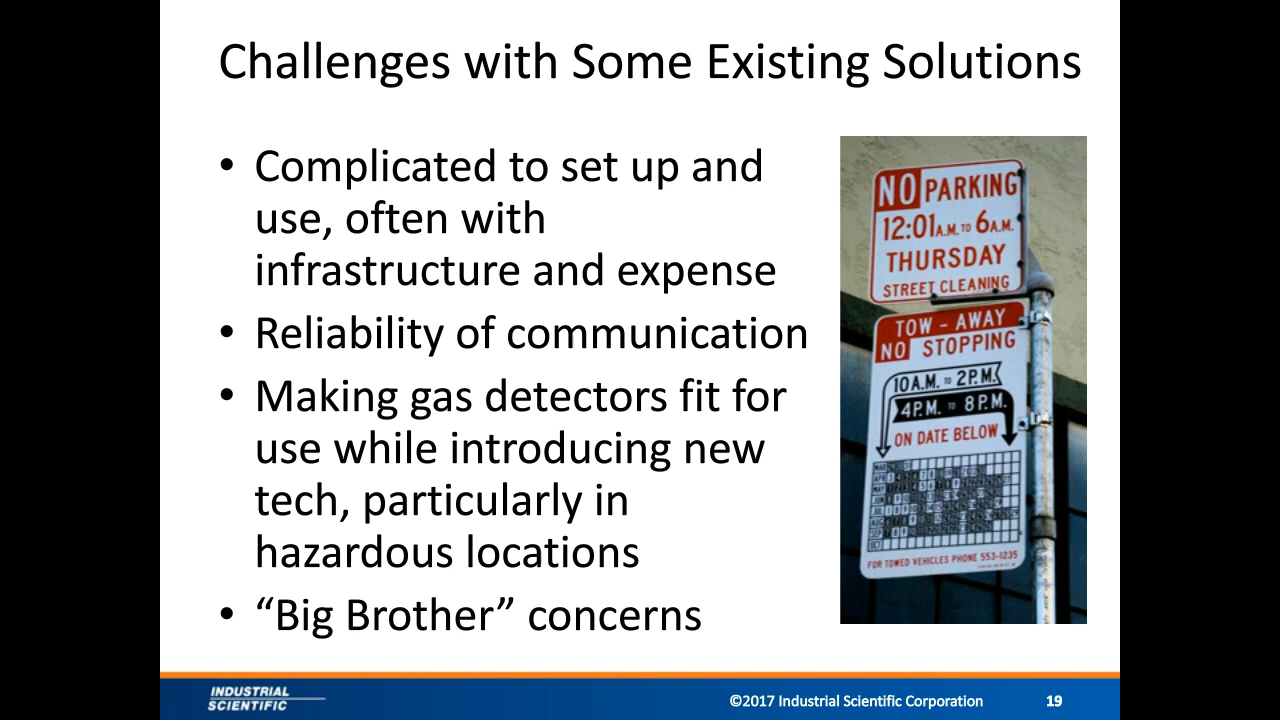 Challenges with Some Existing Solutions
• Complicated to set up and
use, often with
infrastructure and expense
• Reliability of communication
• Making gas detectors fit for
use while introducing new
tech, particularly in
hazardous locations
• “Big Brother” concerns
NO PARKING
12:01 A.M. TO 6 A.M.
THURSDAY
STREET CLEANING
TOW - AWAY
NO STOPPING
10 A.M. TO 2 P.M.
4 P.M. TO 8 P.M.
ON DATE BELOW
FOR TOWED VEHICLES PHONE 553-1235
INDUSTRIAL
SCIENTIFIC
©2017 Industrial Scientific Corporation
19